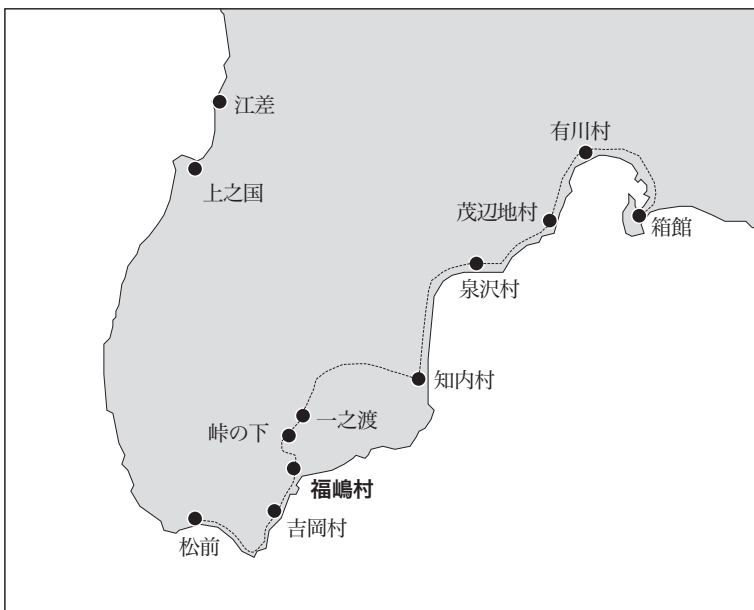 江差
上之国
有川村
茂辺地村
箱館
泉沢村
知内村
一之渡
峠の下
福嶋村
吉岡村
松前